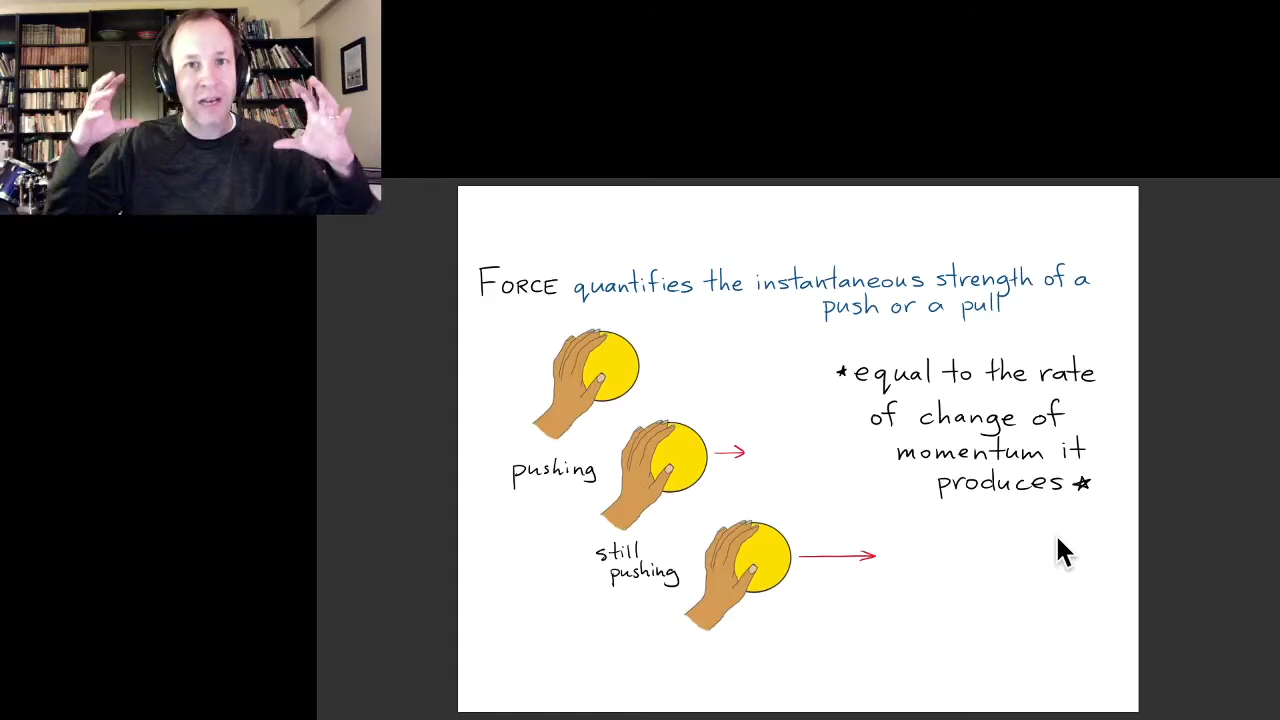 FORCE quantifies the instantaneous strength of a
push or a pull
*equal to the rate
of change of
momentum it
produces*
pushing
still
pushing